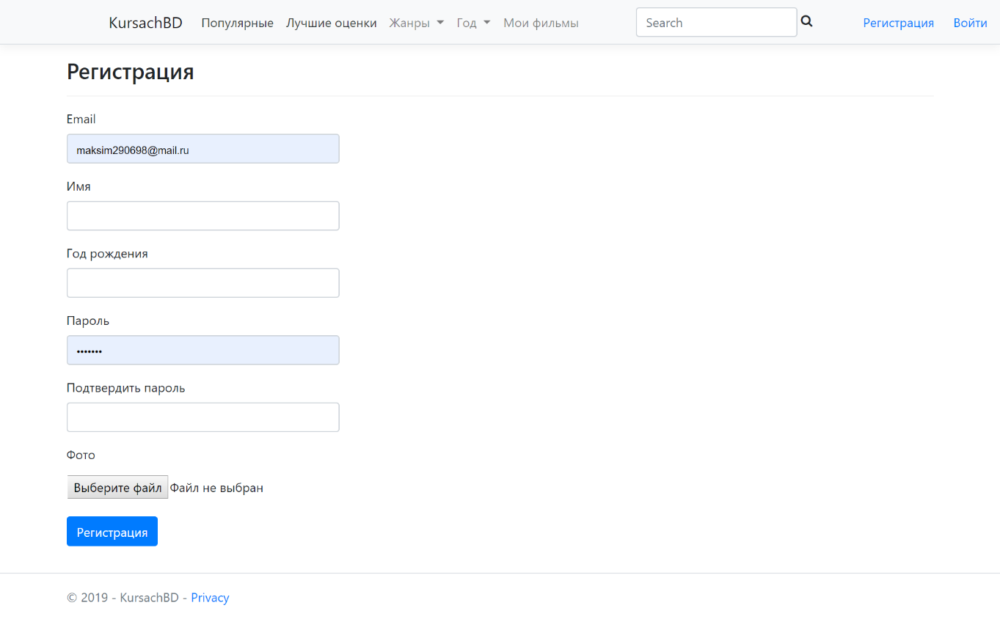 KursachBD Популярные Лучшие оценки Жанры Год Мои фильмы Search Регистрация Войти
Регистрация
Email
maksim290698@mail.ru
Имя
Год рождения
Пароль
•••••••
Подтвердить пароль
Фото
Выберите файл Файл не выбран
Регистрация
© 2019 - KursachBD - Privacy